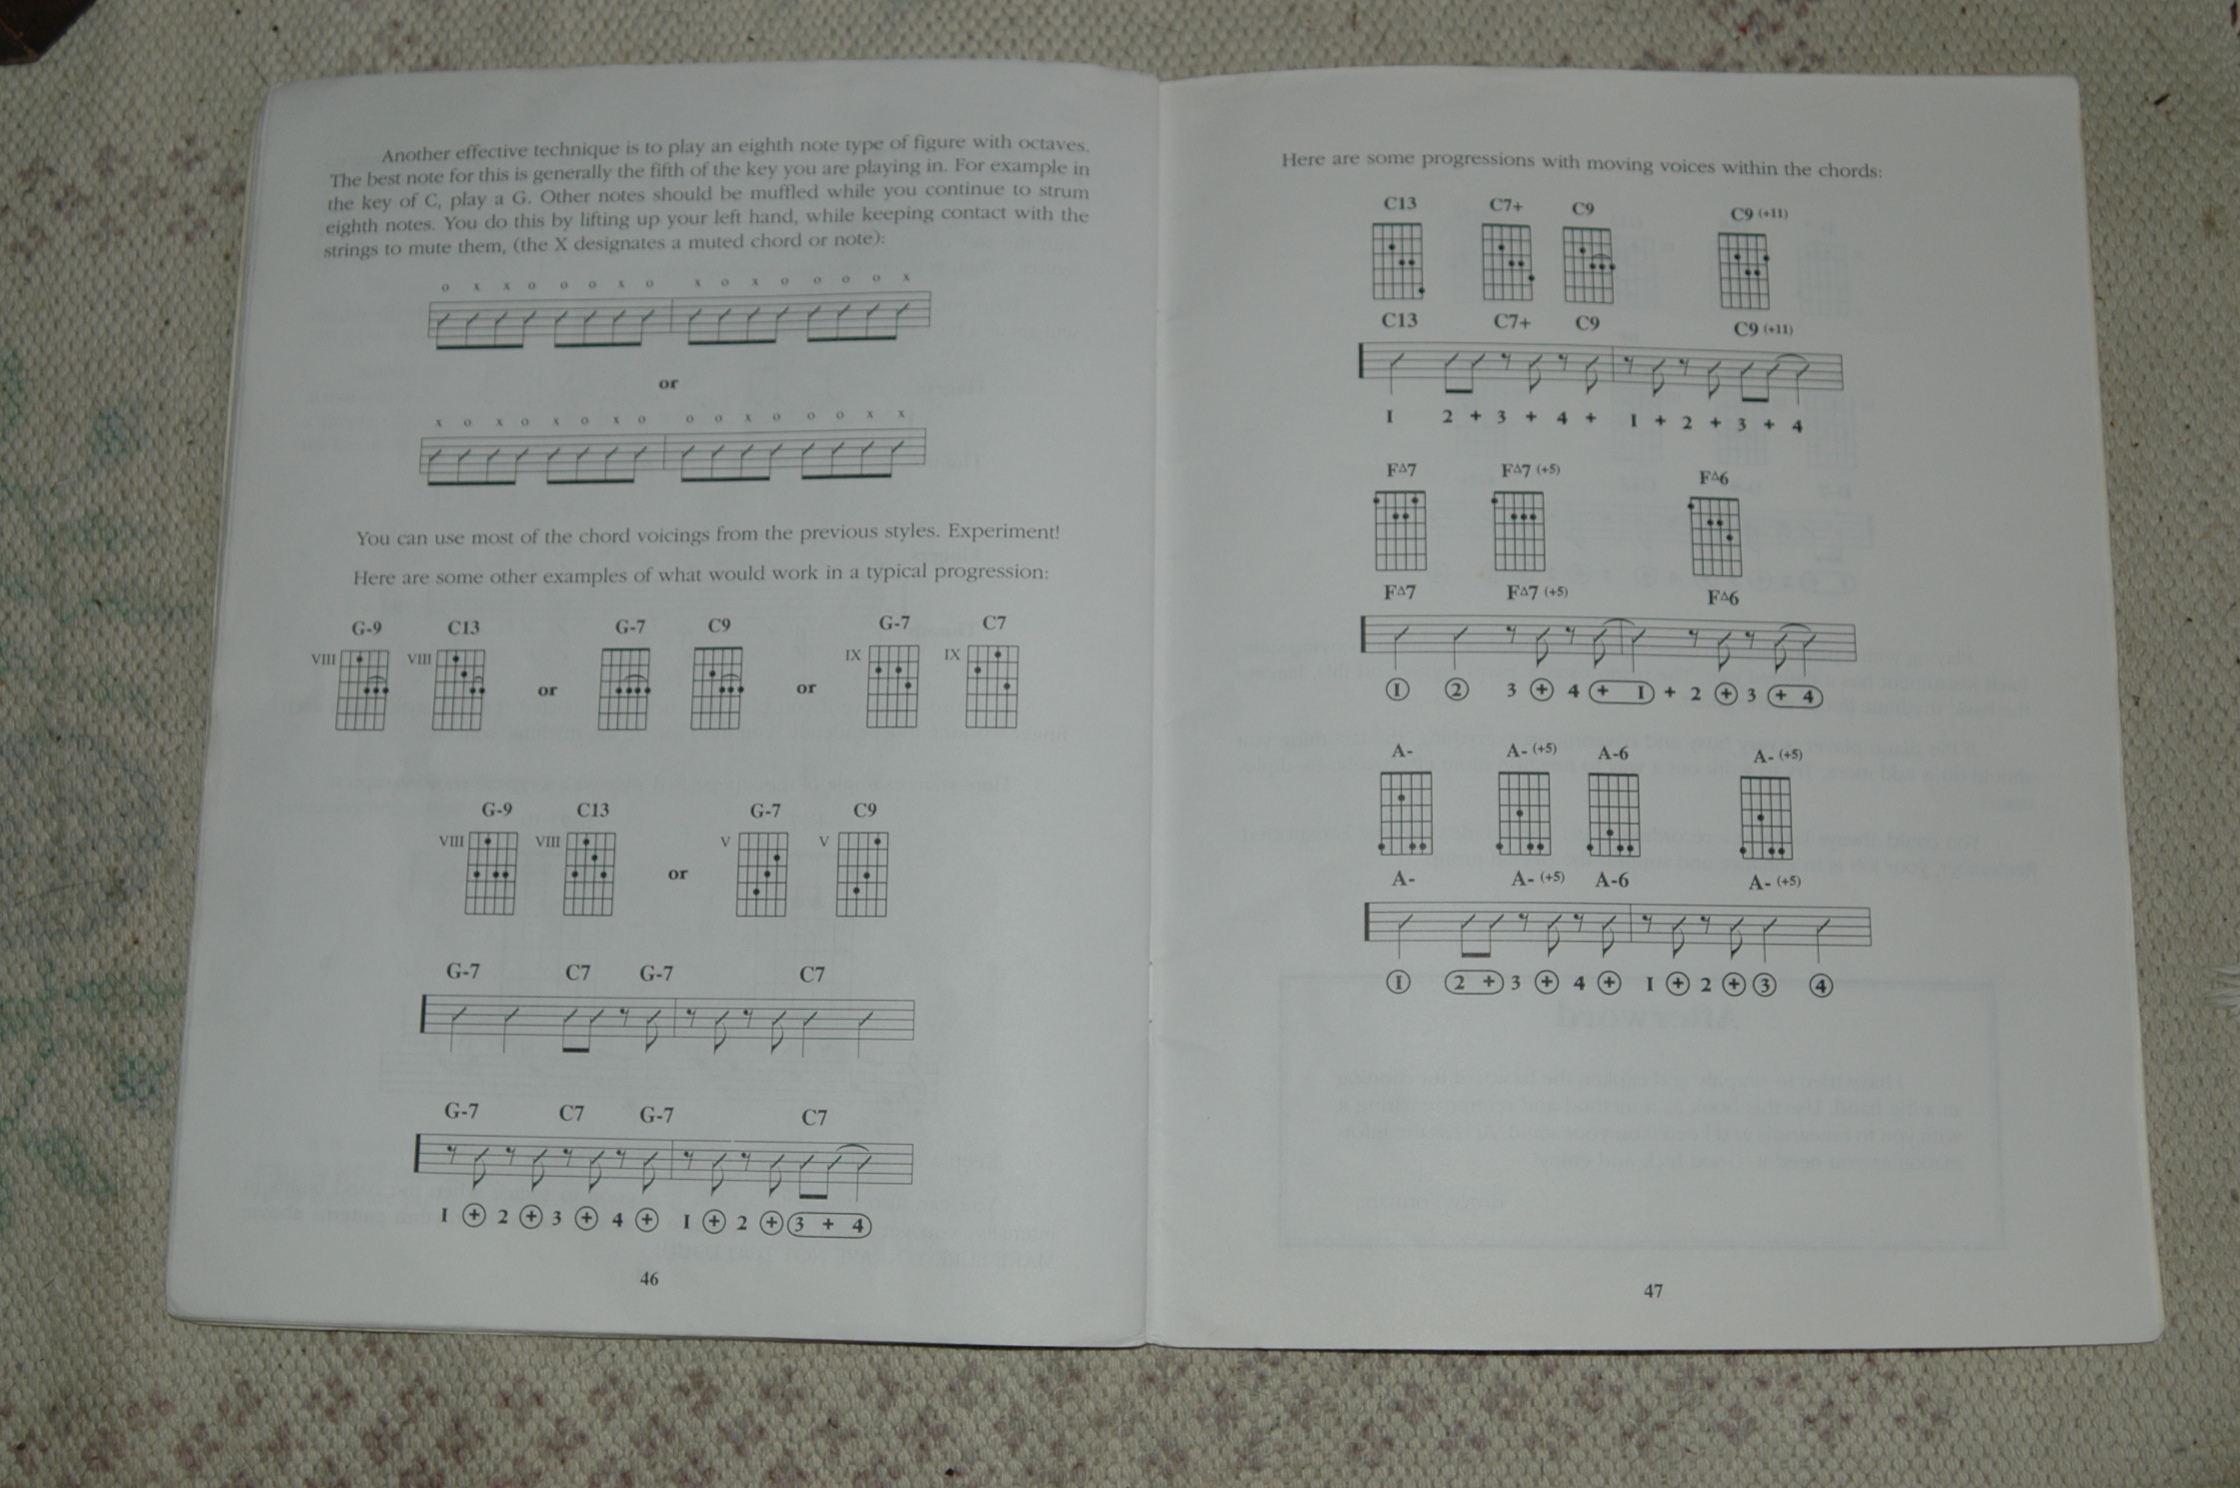 Another effective technique is to play an eighth note type of figure with octaves.
The best note for this is generally the fifth of the key you are playing in. For example in
the key of C, play a G. Other notes should be muffled while you continue to strum
eighth notes. You do this by lifting up your left hand, while keeping contact with the
strings to mute them, (the X designates a muted chord or note):
o x x o o x o x o x o o o o x
or
x o x o x o x o o o x o o o x x
You can use most of the chord voicings from the previous styles. Experiment!
Here are some other examples of what would work in a typical progression:
G-9 C13 G-7 C9 G-7 C7
VIII VIII or or IX IX
G-9 C13 G-7 C9
VIII VIII or V V
G-7 C7 G-7 C7
G-7 C7 G-7 C7
1 + 2 + 3 + 4 + 1 + 2 + 3 + 4
46
Here are some progressions with moving voices within the chords:
C13 C7+ C9 C9 (+11)
C13 C7+ C9 C9 (+11)
1 2 + 3 + 4 + 1 + 2 + 3 + 4
F△7 F△7 (+5) F△6
F△7 F△7 (+5) F△6
1 2 3 + 4 + 1 + 2 + 3 + 4
A- A- (+5) A-6 A- (+5)
A- A- (+5) A-6 A- (+5)
1 2 + 3 + 4 + 1 + 2 + 3 4
47